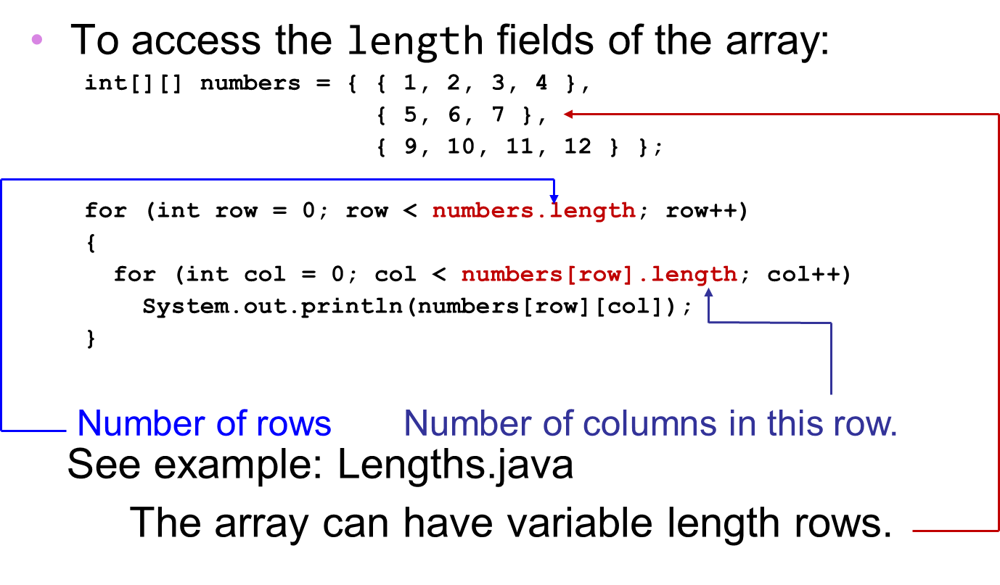 • To access the length fields of the array:
int[][] numbers = { { 1, 2, 3, 4 },
{ 5, 6, 7 },
{ 9, 10, 11, 12 } };
for (int row = 0; row < numbers.length; row++)
{
for (int col = 0; col < numbers[row].length; col++)
System.out.println(numbers[row][col]);
}
Number of rows Number of columns in this row.
See example: Lengths.java
The array can have variable length rows.